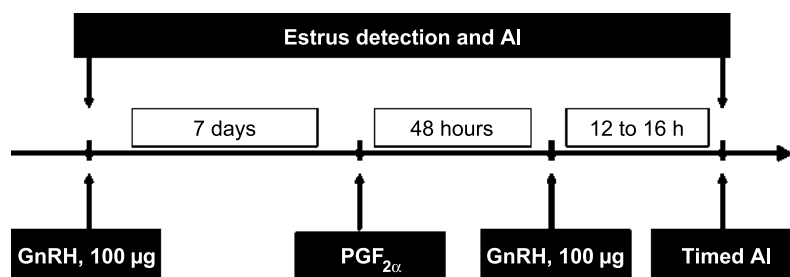 Estrus detection and AI
7 days
48 hours
12 to 16 h
GnRH, 100 µg
PGF2α
GnRH, 100 µg
Timed AI